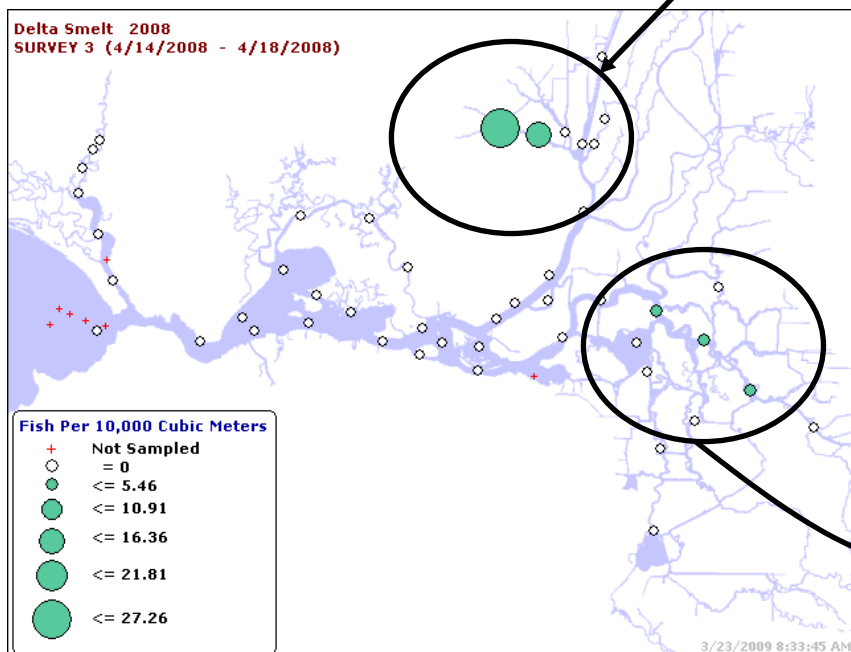 Delta Smelt 2008
SURVEY 3 (4/14/2008 - 4/18/2008)
Fish Per 10,000 Cubic Meters
Not Sampled
= 0
<= 5.46
<= 10.91
<= 16.36
<= 21.81
<= 27.26
3/23/2009 8:33:45 AM